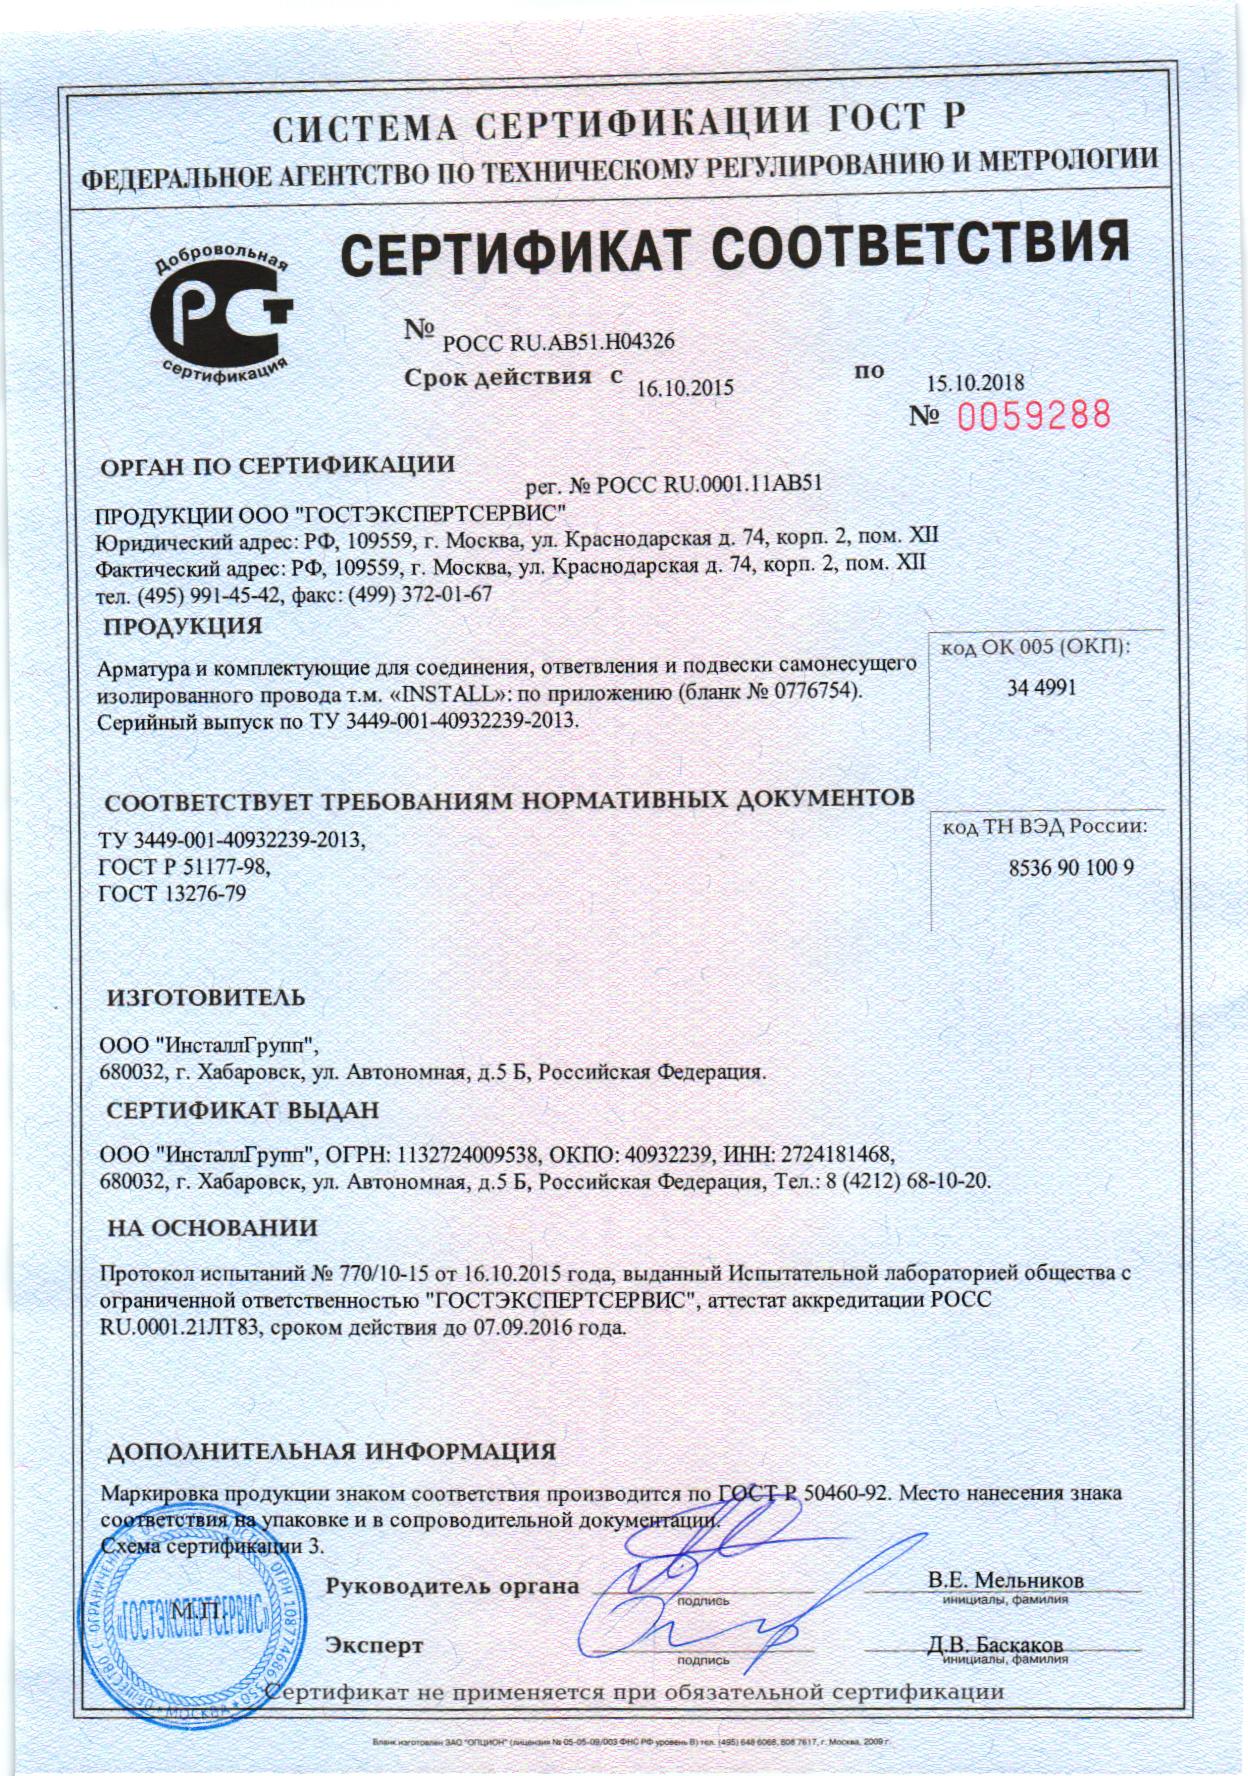 СИСТЕМА СЕРТИФИКАЦИИ ГОСТ Р
ФЕДЕРАЛЬНОЕ АГЕНТСТВО ПО ТЕХНИЧЕСКОМУ РЕГУЛИРОВАНИЮ И МЕТРОЛОГИИ
Добровольная
РСТ
сертификация
СЕРТИФИКАТ СООТВЕТСТВИЯ
№ РОСС RU.АВ51.Н04326
Срок действия с 16.10.2015 по 15.10.2018
№ 0059288
ОРГАН ПО СЕРТИФИКАЦИИ
рег. № РОСС RU.0001.11АВ51
ПРОДУКЦИИ ООО "ГОСТЭКСПЕРТСЕРВИС"
Юридический адрес: РФ, 109559, г. Москва, ул. Краснодарская д. 74, корп. 2, пом. XII
Фактический адрес: РФ, 109559, г. Москва, ул. Краснодарская д. 74, корп. 2, пом. XII
тел. (495) 991-45-42, факс: (499) 372-01-67
ПРОДУКЦИЯ
Арматура и комплектующие для соединения, ответвления и подвески самонесущего
изолированного провода т.м. «INSTALL»: по приложению (бланк № 0776754).
Серийный выпуск по ТУ 3449-001-40932239-2013.
код ОК 005 (ОКП):
34 4991
СООТВЕТСТВУЕТ ТРЕБОВАНИЯМ НОРМАТИВНЫХ ДОКУМЕНТОВ
ТУ 3449-001-40932239-2013,
ГОСТ Р 51177-98,
ГОСТ 13276-79
код ТН ВЭД России:
8536 90 100 9
ИЗГОТОВИТЕЛЬ
ООО "ИнсталлГрупп",
680032, г. Хабаровск, ул. Автономная, д.5 Б, Российская Федерация.
СЕРТИФИКАТ ВЫДАН
ООО "ИнсталлГрупп", ОГРН: 1132724009538, ОКПО: 40932239, ИНН: 2724181468,
680032, г. Хабаровск, ул. Автономная, д.5 Б, Российская Федерация, Тел.: 8 (4212) 68-10-20.
НА ОСНОВАНИИ
Протокол испытаний № 770/10-15 от 16.10.2015 года, выданный Испытательной лабораторией общества с
ограниченной ответственностью "ГОСТЭКСПЕРТСЕРВИС", аттестат аккредитации РОСС
RU.0001.21ЛТ83, сроком действия до 07.09.2016 года.
ДОПОЛНИТЕЛЬНАЯ ИНФОРМАЦИЯ
Маркировка продукции знаком соответствия производится по ГОСТ Р 50460-92. Место нанесения знака
соответствия на упаковке и в сопроводительной документации.
Схема сертификации 3.
М.П.
«ГОСТЭКСПЕРТСЕРВИС»
ОБЩЕСТВО С ОГРАНИЧЕННОЙ
МОСКВА
Руководитель органа
подпись
В.Е. Мельников
инициалы, фамилия
Эксперт
подпись
Д.В. Баскаков
инициалы, фамилия
Сертификат не применяется при обязательной сертификации
Бланк изготовлен ЗАО "ОПЦИОН" (лицензия № 05-05-09/003 ФНС РФ уровень В) тел. (495) 648 6068, 608 7617, г. Москва, 2009 г.